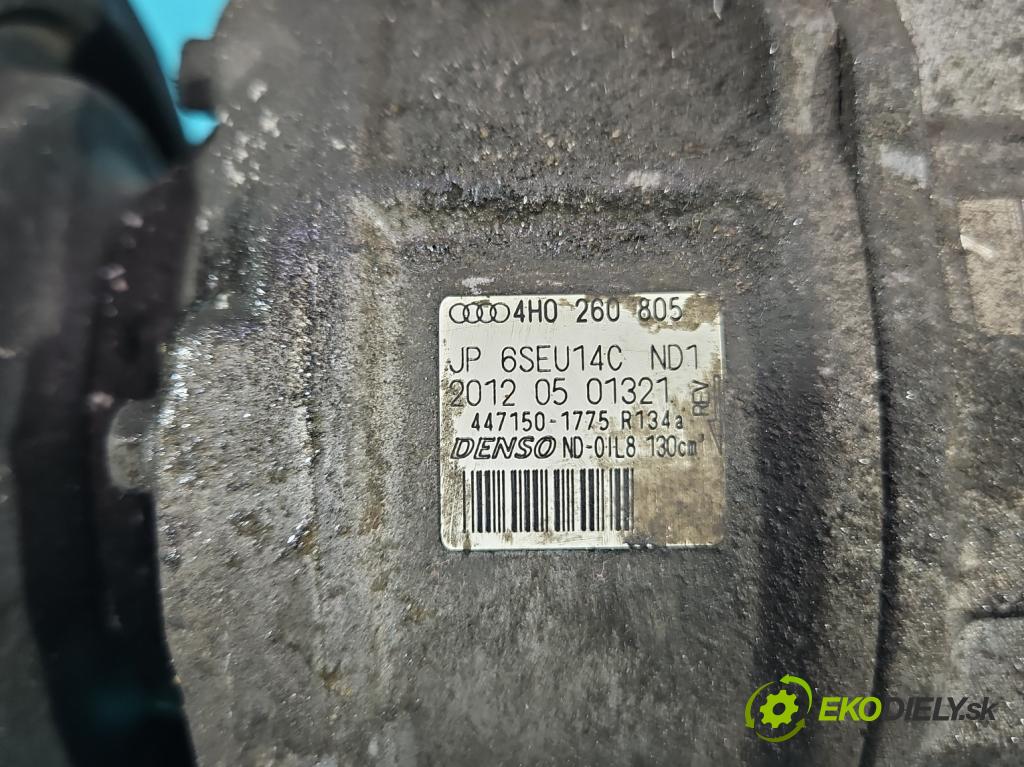 4H0 260 805
JP 6SEU14C ND1
2012 05 01321
REV
447150-1775 R134a
DENSO ND-OIL8 130cm³
EKODIELY.sk